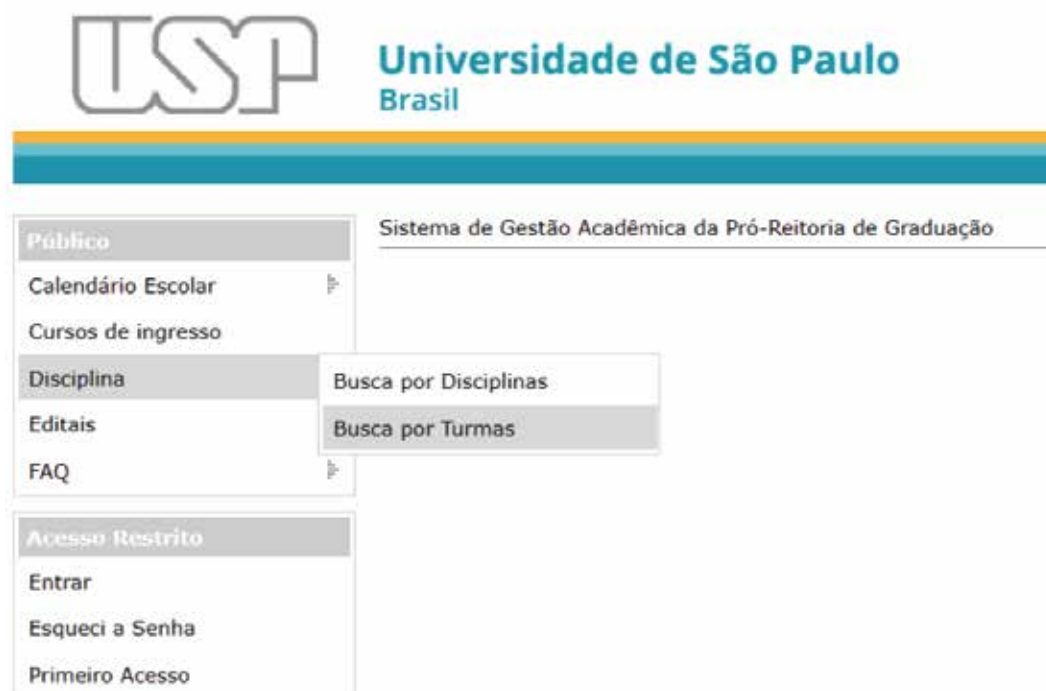 USP
Universidade de São Paulo
Brasil
Público
Sistema de Gestão Acadêmica da Pró-Reitoria de Graduação
Calendário Escolar
Cursos de ingresso
Disciplina
Busca por Disciplinas
Busca por Turmas
Editais
FAQ
Acesso Restrito
Entrar
Esqueci a Senha
Primeiro Acesso